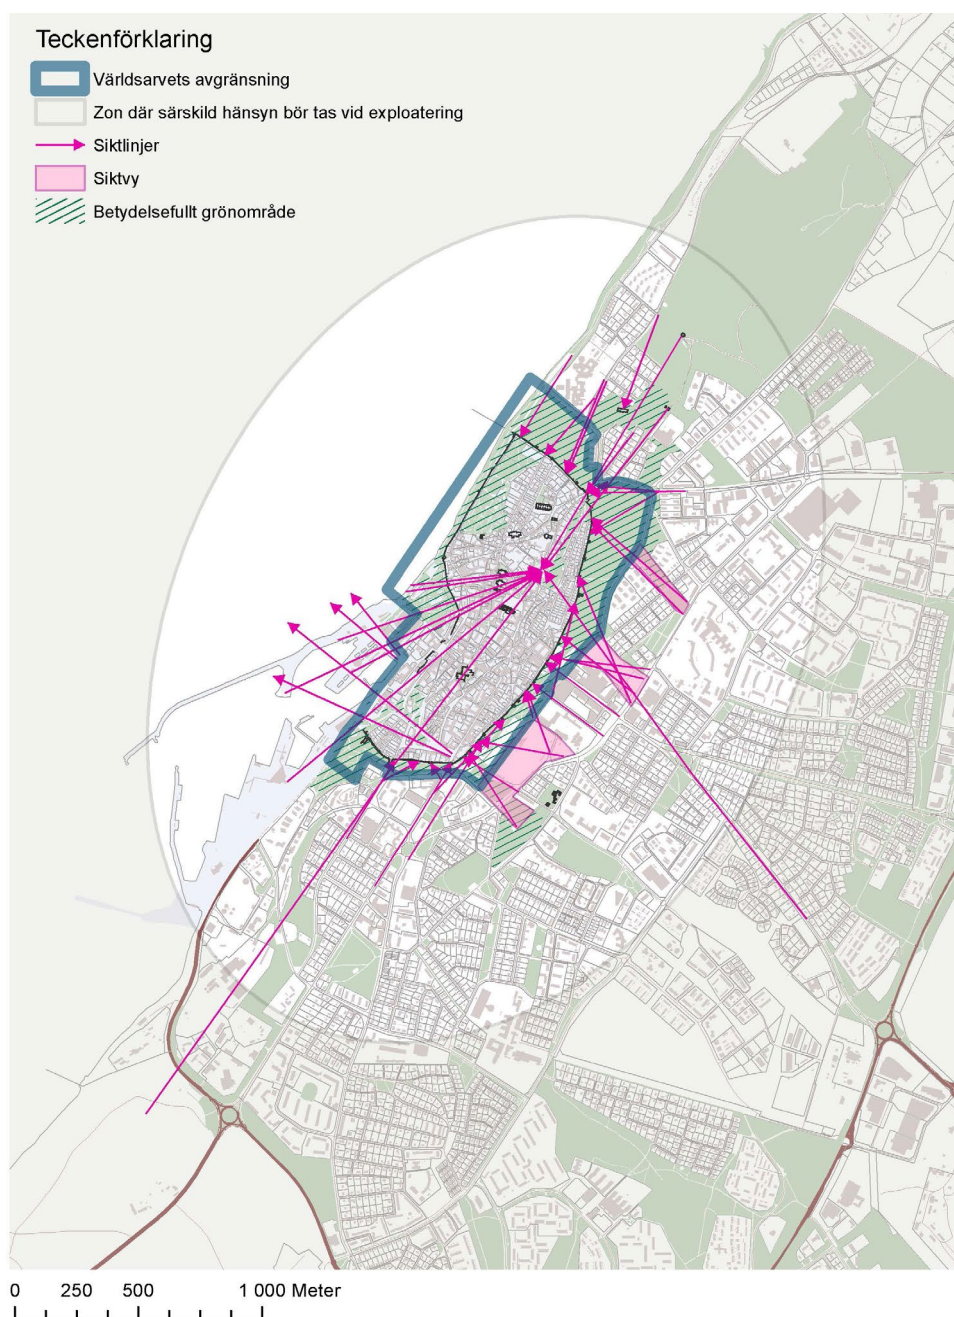 Teckenförklaring
Världsarvets avgränsning
Zon där särskild hänsyn bör tas vid exploatering
Siktlinjer
Siktvy
Betydelsefullt grönområde
0 250 500 1 000 Meter